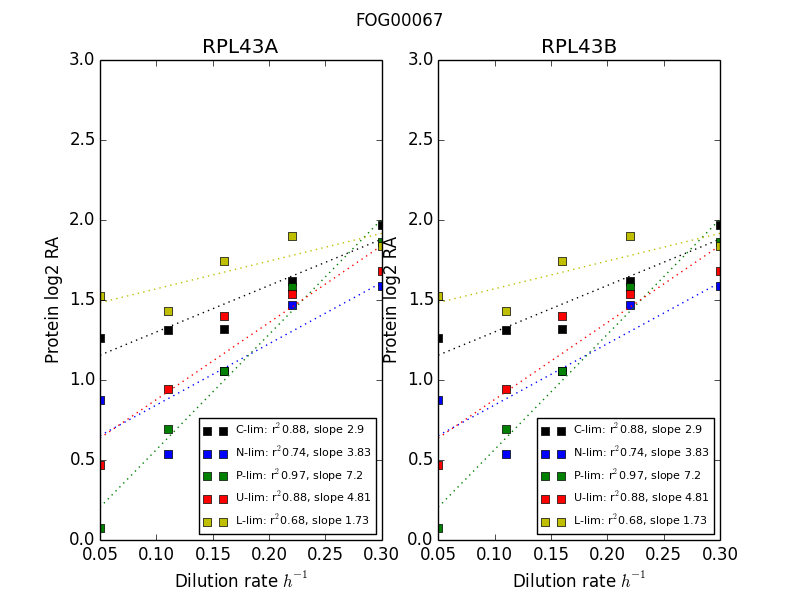 FOG00067
RPL43A
3.0
2.5
2.0
1.5
1.0
0.5
0.0
Protein log2 RA
C-lim: r² 0.88, slope 2.9
N-lim: r² 0.74, slope 3.83
P-lim: r² 0.97, slope 7.2
U-lim: r² 0.88, slope 4.81
L-lim: r² 0.68, slope 1.73
0.05 0.10 0.15 0.20 0.25 0.30
Dilution rate h⁻¹
RPL43B
3.0
2.5
2.0
1.5
1.0
0.5
0.0
Protein log2 RA
C-lim: r² 0.88, slope 2.9
N-lim: r² 0.74, slope 3.83
P-lim: r² 0.97, slope 7.2
U-lim: r² 0.88, slope 4.81
L-lim: r² 0.68, slope 1.73
0.05 0.10 0.15 0.20 0.25 0.30
Dilution rate h⁻¹